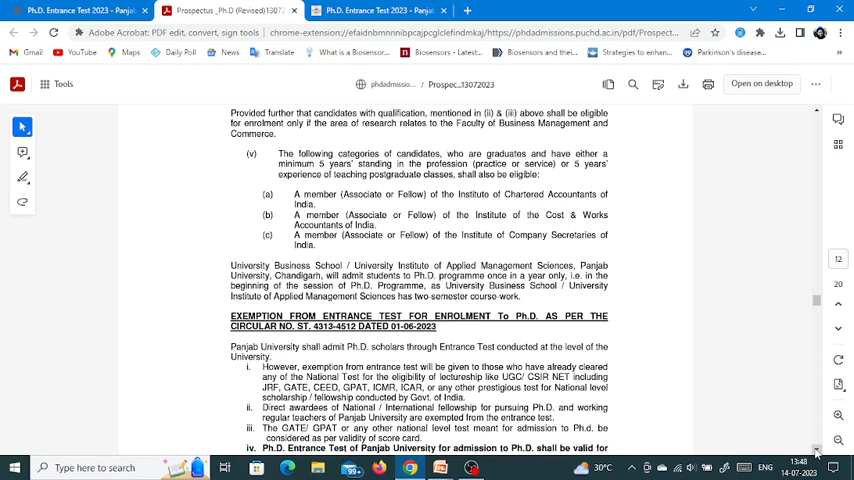 Ph.D. Entrance Test 2023 - Panjab
Prospectus _Ph.D (Revised)1307
Ph.D. Entrance Test 2023 - Panjab
Adobe Acrobat: PDF edit, convert, sign tools
chrome-extension://efaidnbmnnnibpcajpcglclefindmkaj/https://phdadmissions.puchd.ac.in/pdf/Prospect...
Gmail
YouTube
Maps
Daily Poll
News
Translate
What is a Biosensor...
Biosensors - Latest...
Biosensors and their...
Strategies to enhan...
Parkinson's disease...
Tools
phdadmissio...
Prospec...13072023
Open on desktop
Provided further that candidates with qualification, mentioned in (ii) & (iii) above shall be eligible
for enrolment only if the area of research relates to the Faculty of Business Management and
Commerce.
(v) The following categories of candidates, who are graduates and have either a
minimum 5 years' standing in the profession (practice or service) or 5 years'
experience of teaching postgraduate classes, shall also be eligible:
(a) A member (Associate or Fellow) of the Institute of Chartered Accountants of
India.
(b) A member (Associate or Fellow) of the Institute of the Cost & Works
Accountants of India.
(c) A member (Associate or Fellow) of the Institute of Company Secretaries of
India.
University Business School / University Institute of Applied Management Sciences, Panjab
University, Chandigarh, will admit students to Ph.D. programme once in a year only, i.e. in the
beginning of the session of Ph.D. Programme, as University Business School / University
Institute of Applied Management Sciences has two-semester course-work.
EXEMPTION FROM ENTRANCE TEST FOR ENROLMENT To Ph.D. AS PER THE
CIRCULAR NO. ST. 4313-4512 DATED 01-06-2023
Panjab University shall admit Ph.D. scholars through Entrance Test conducted at the level of the
University.
i. However, exemption from entrance test will be given to those who have already cleared
any of the National Test for the eligibility of lectureship like UGC/ CSIR NET including
JRF, GATE, CEED, GPAT, ICMR, ICAR, or any other prestigious test for National level
scholarship / fellowship conducted by Govt. of India.
ii. Direct awardees of National / International fellowship for pursuing Ph.D. and working
regular teachers of Panjab University are exempted from the entrance test.
iii. The GATE/ GPAT or any other national level test meant for admission to Ph.d. be
considered as per validity of score card.
iv. Ph.D. Entrance Test of Panjab University for admission to Ph.D. shall be valid for
12
20
Type here to search
99+
30°C
ENG
13:48
14-07-2023